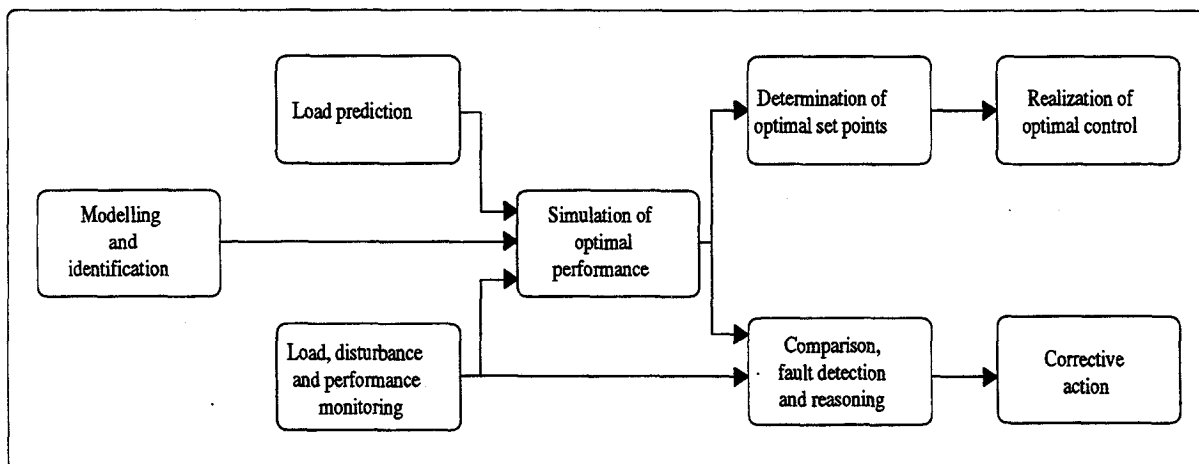 Load prediction
Determination of
optimal set points
Realization of
optimal control
Modelling
and
identification
Simulation of
optimal
performance
Load, disturbance
and performance
monitoring
Comparison,
fault detection
and reasoning
Corrective
action